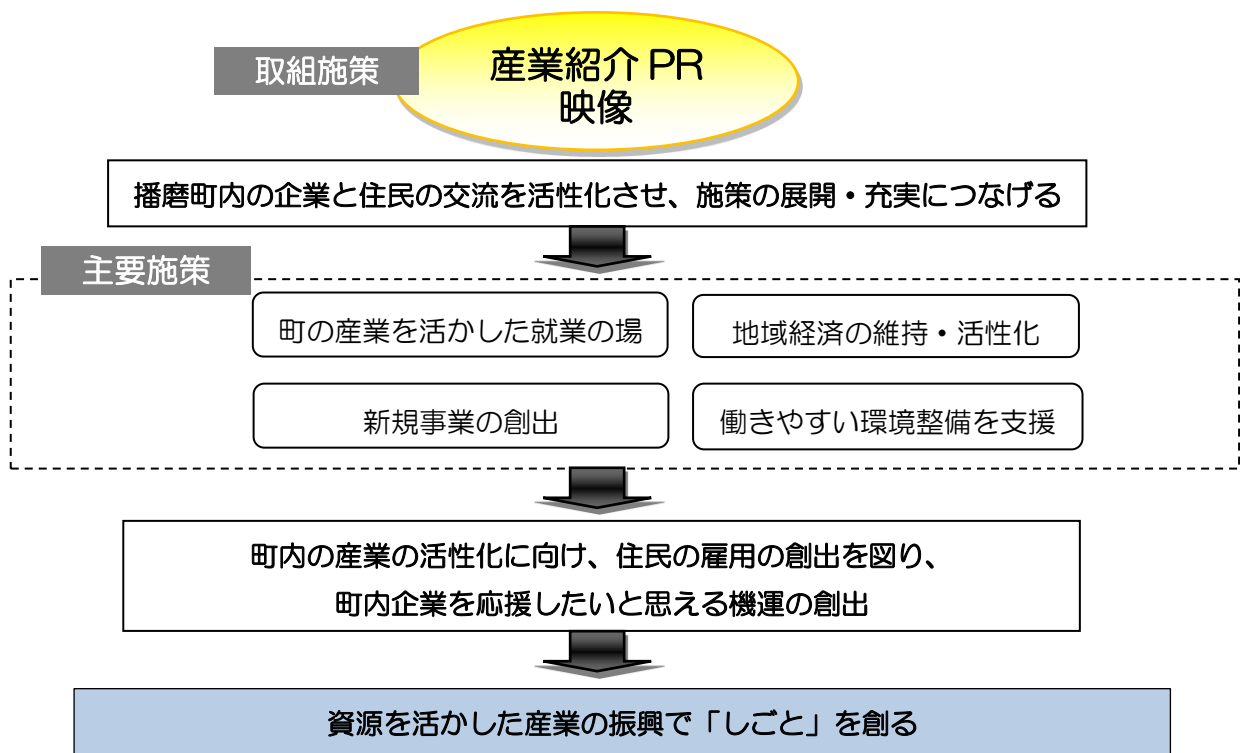 取組施策
産業紹介 PR
映像
播磨町内の企業と住民の交流を活性化させ、施策の展開・充実につなげる
主要施策
町の産業を活かした就業の場
地域経済の維持・活性化
新規事業の創出
働きやすい環境整備を支援
町内の産業の活性化に向け、住民の雇用の創出を図り、
町内企業を応援したいと思える機運の創出
資源を活かした産業の振興で「しごと」を創る